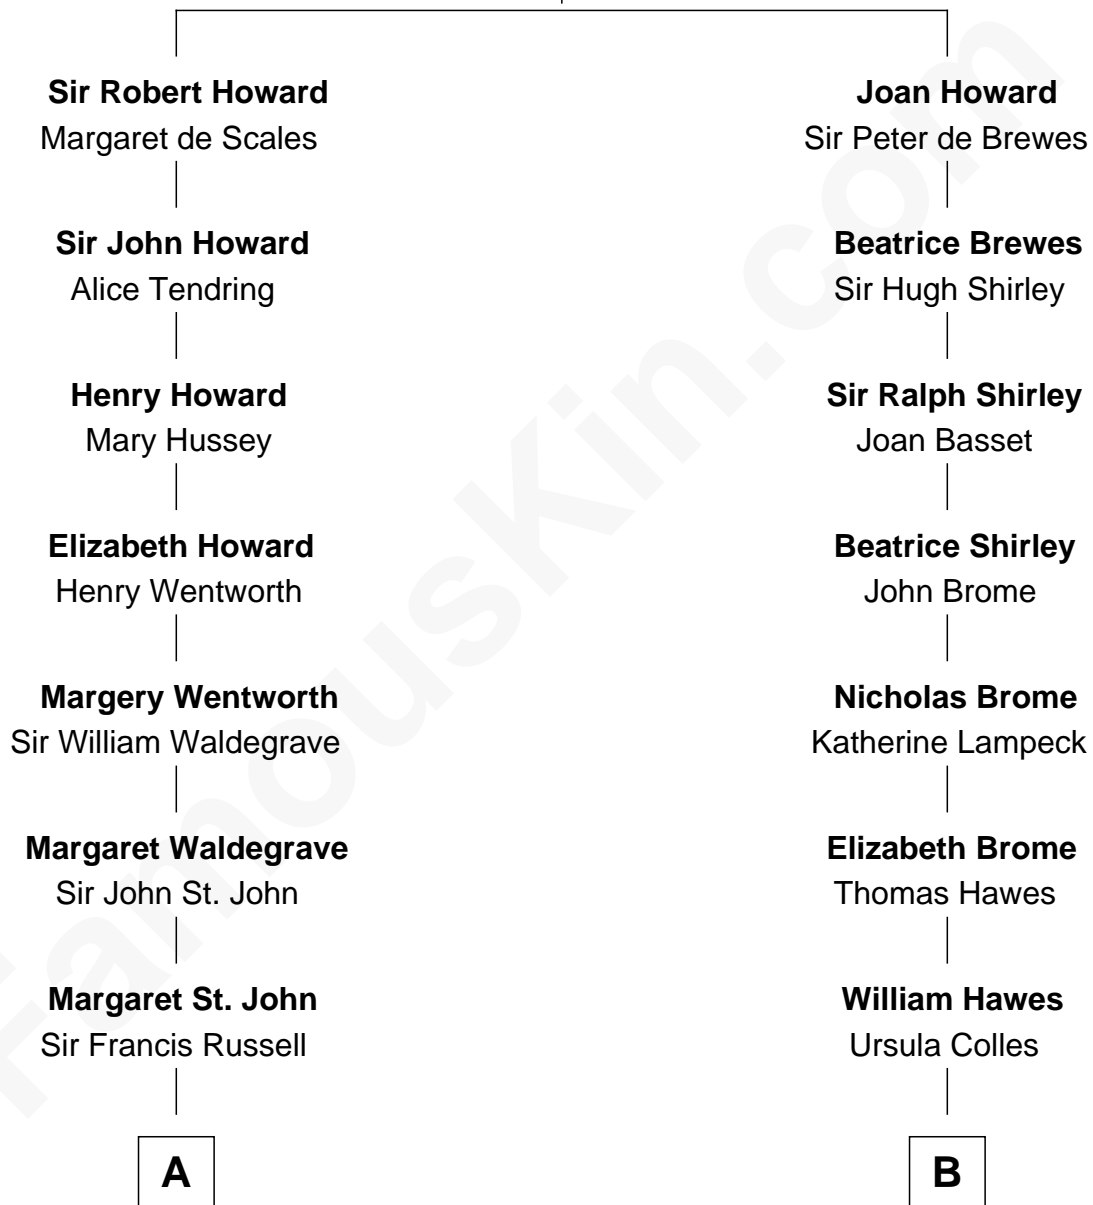 Sir Robert Howard
Margaret de Scales
Sir John Howard
Alice Tendring
Henry Howard
Mary Hussey
Elizabeth Howard
Henry Wentworth
Margery Wentworth
Sir William Waldegrave
Margaret Waldegrave
Sir John St. John
Margaret St. John
Sir Francis Russell
A
Joan Howard
Sir Peter de Brewes
Beatrice Brewes
Sir Hugh Shirley
Sir Ralph Shirley
Joan Basset
Beatrice Shirley
John Brome
Nicholas Brome
Katherine Lampeck
Elizabeth Brome
Thomas Hawes
William Hawes
Ursula Colles
B
FamousKin.com